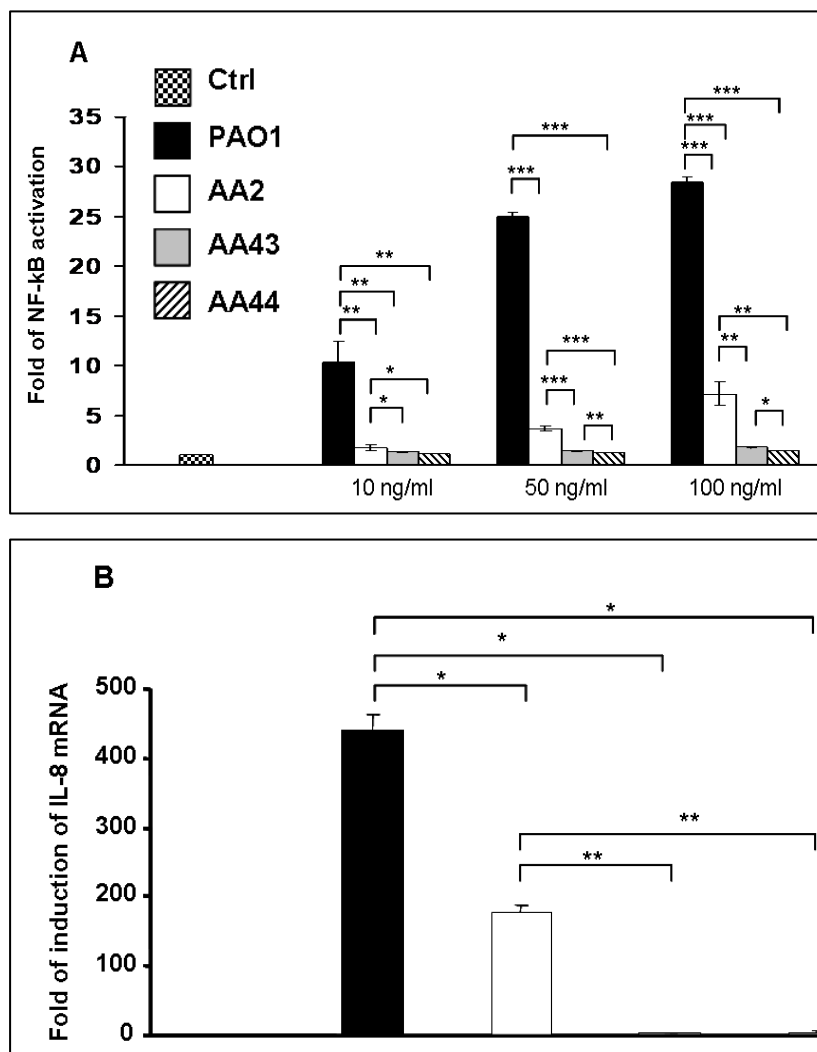 A
Ctrl
PAO1
AA2
AA43
AA44
Fold of NF-kB activation
35
30
25
20
15
10
5
0
**
**
**
*
*
***
***
***
***
**
***
***
***
**
**
*
10 ng/ml
50 ng/ml
100 ng/ml
B
Fold of induction of IL-8 mRNA
500
400
300
200
100
0
*
*
*
**
**